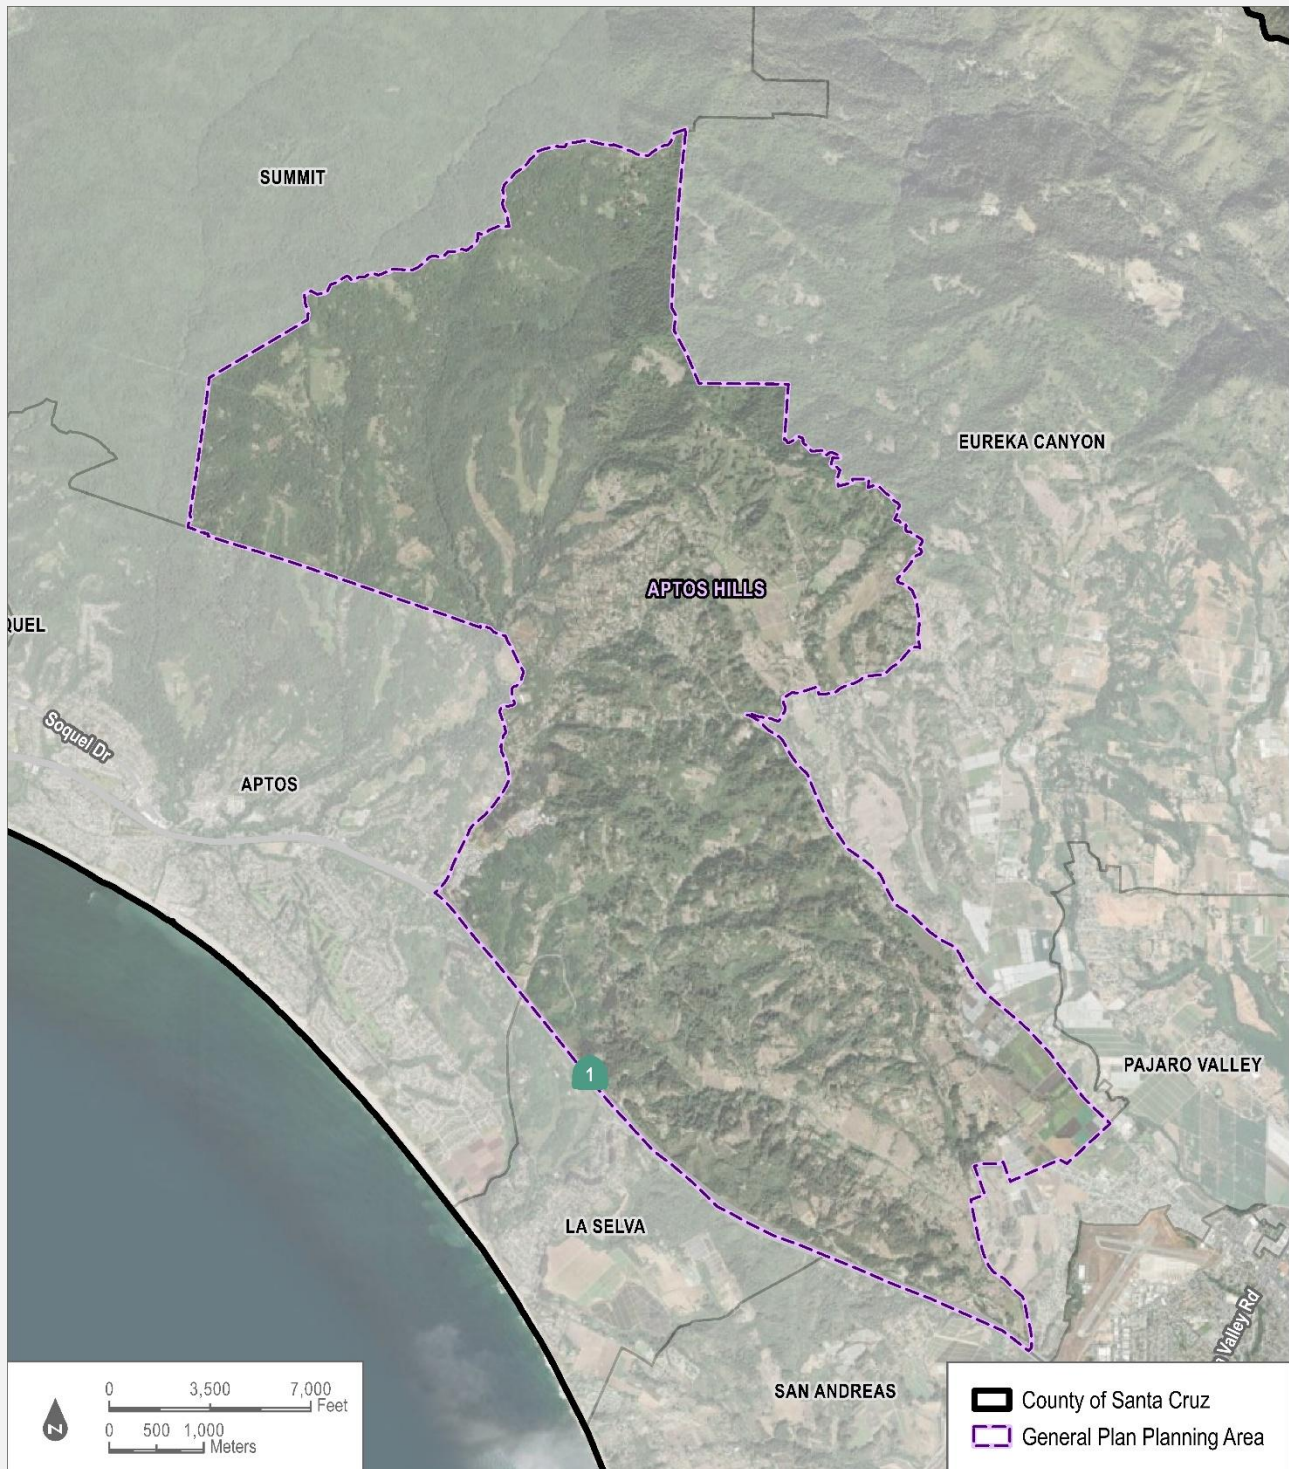 SUMMIT
EUREKA CANYON
APTOS HILLS
QUEL
Soquel Dr
APTOS
1
PAJARO VALLEY
LA SELVA
Valley Rd
SAN ANDREAS
0 3,500 7,000
Feet
0 500 1,000
Meters
N
County of Santa Cruz
General Plan Planning Area